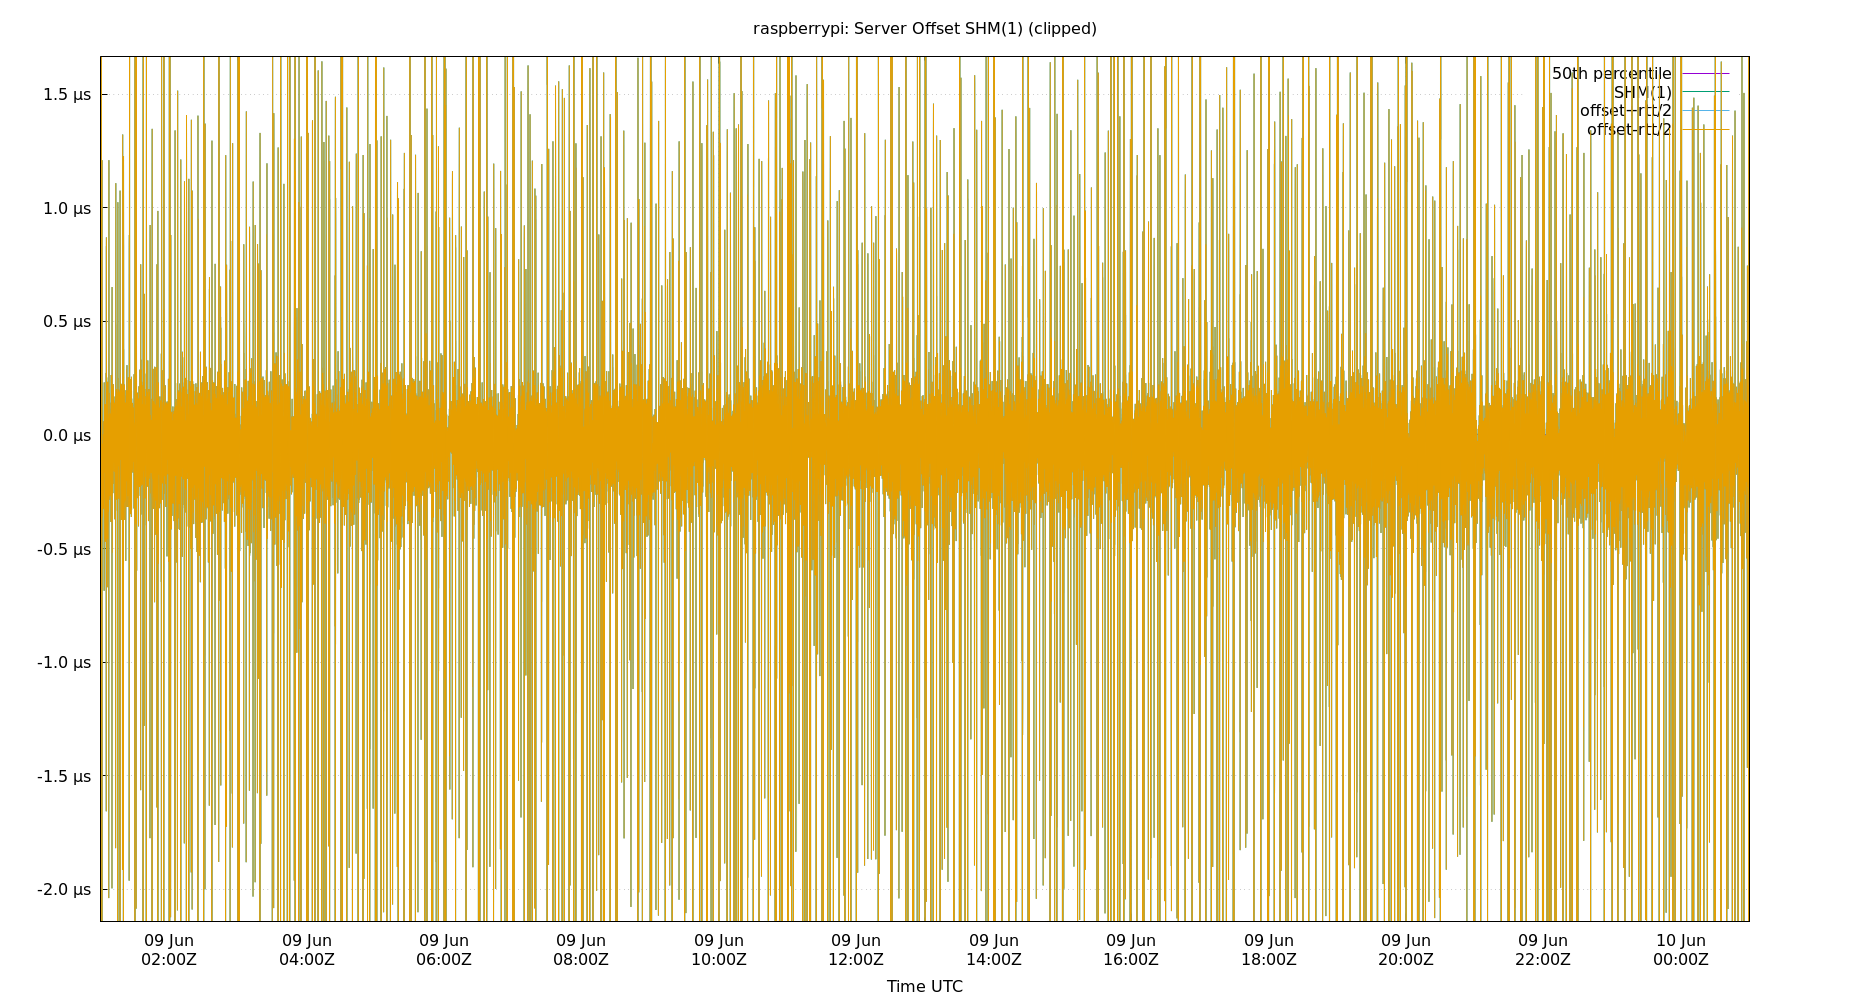 raspberrypi: Server Offset SHM(1) (clipped)
50th percentile
SHM(1)
offset-rtt/2
1.5 µs
1.0 µs
0.5 µs
0.0 µs
-0.5 µs
-1.0 µs
-1.5 µs
-2.0 µs
09 Jun 09 Jun 09 Jun 09 Jun 09 Jun 09 Jun 09 Jun 09 Jun 09 Jun 09 Jun 09 Jun 10 Jun
02:00Z 04:00Z 06:00Z 08:00Z 10:00Z 12:00Z 14:00Z 16:00Z 18:00Z 20:00Z 22:00Z 00:00Z
Time UTC